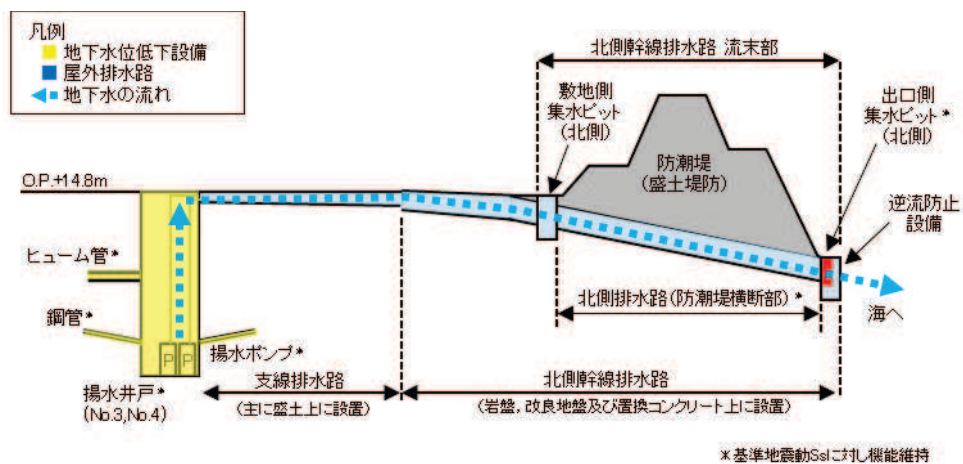 凡例
地下水位低下設備
屋外排水路
地下水の流れ
北側幹線排水路 流末部
敷地側
集水ピット
(北側)
出口側
集水ピット*
(北側)
防潮堤
(盛土堤防)
O.P.+14.8m
逆流防止
設備
ヒューム管*
北側排水路(防潮堤横断部)*
海へ
鋼管*
P P
揚水ポンプ*
揚水井戸*
(No.3,No.4)
支線排水路
(主に盛土上に設置)
北側幹線排水路
(岩盤,改良地盤及び置換コンクリート上に設置)
*基準地震動Ssに対し機能維持